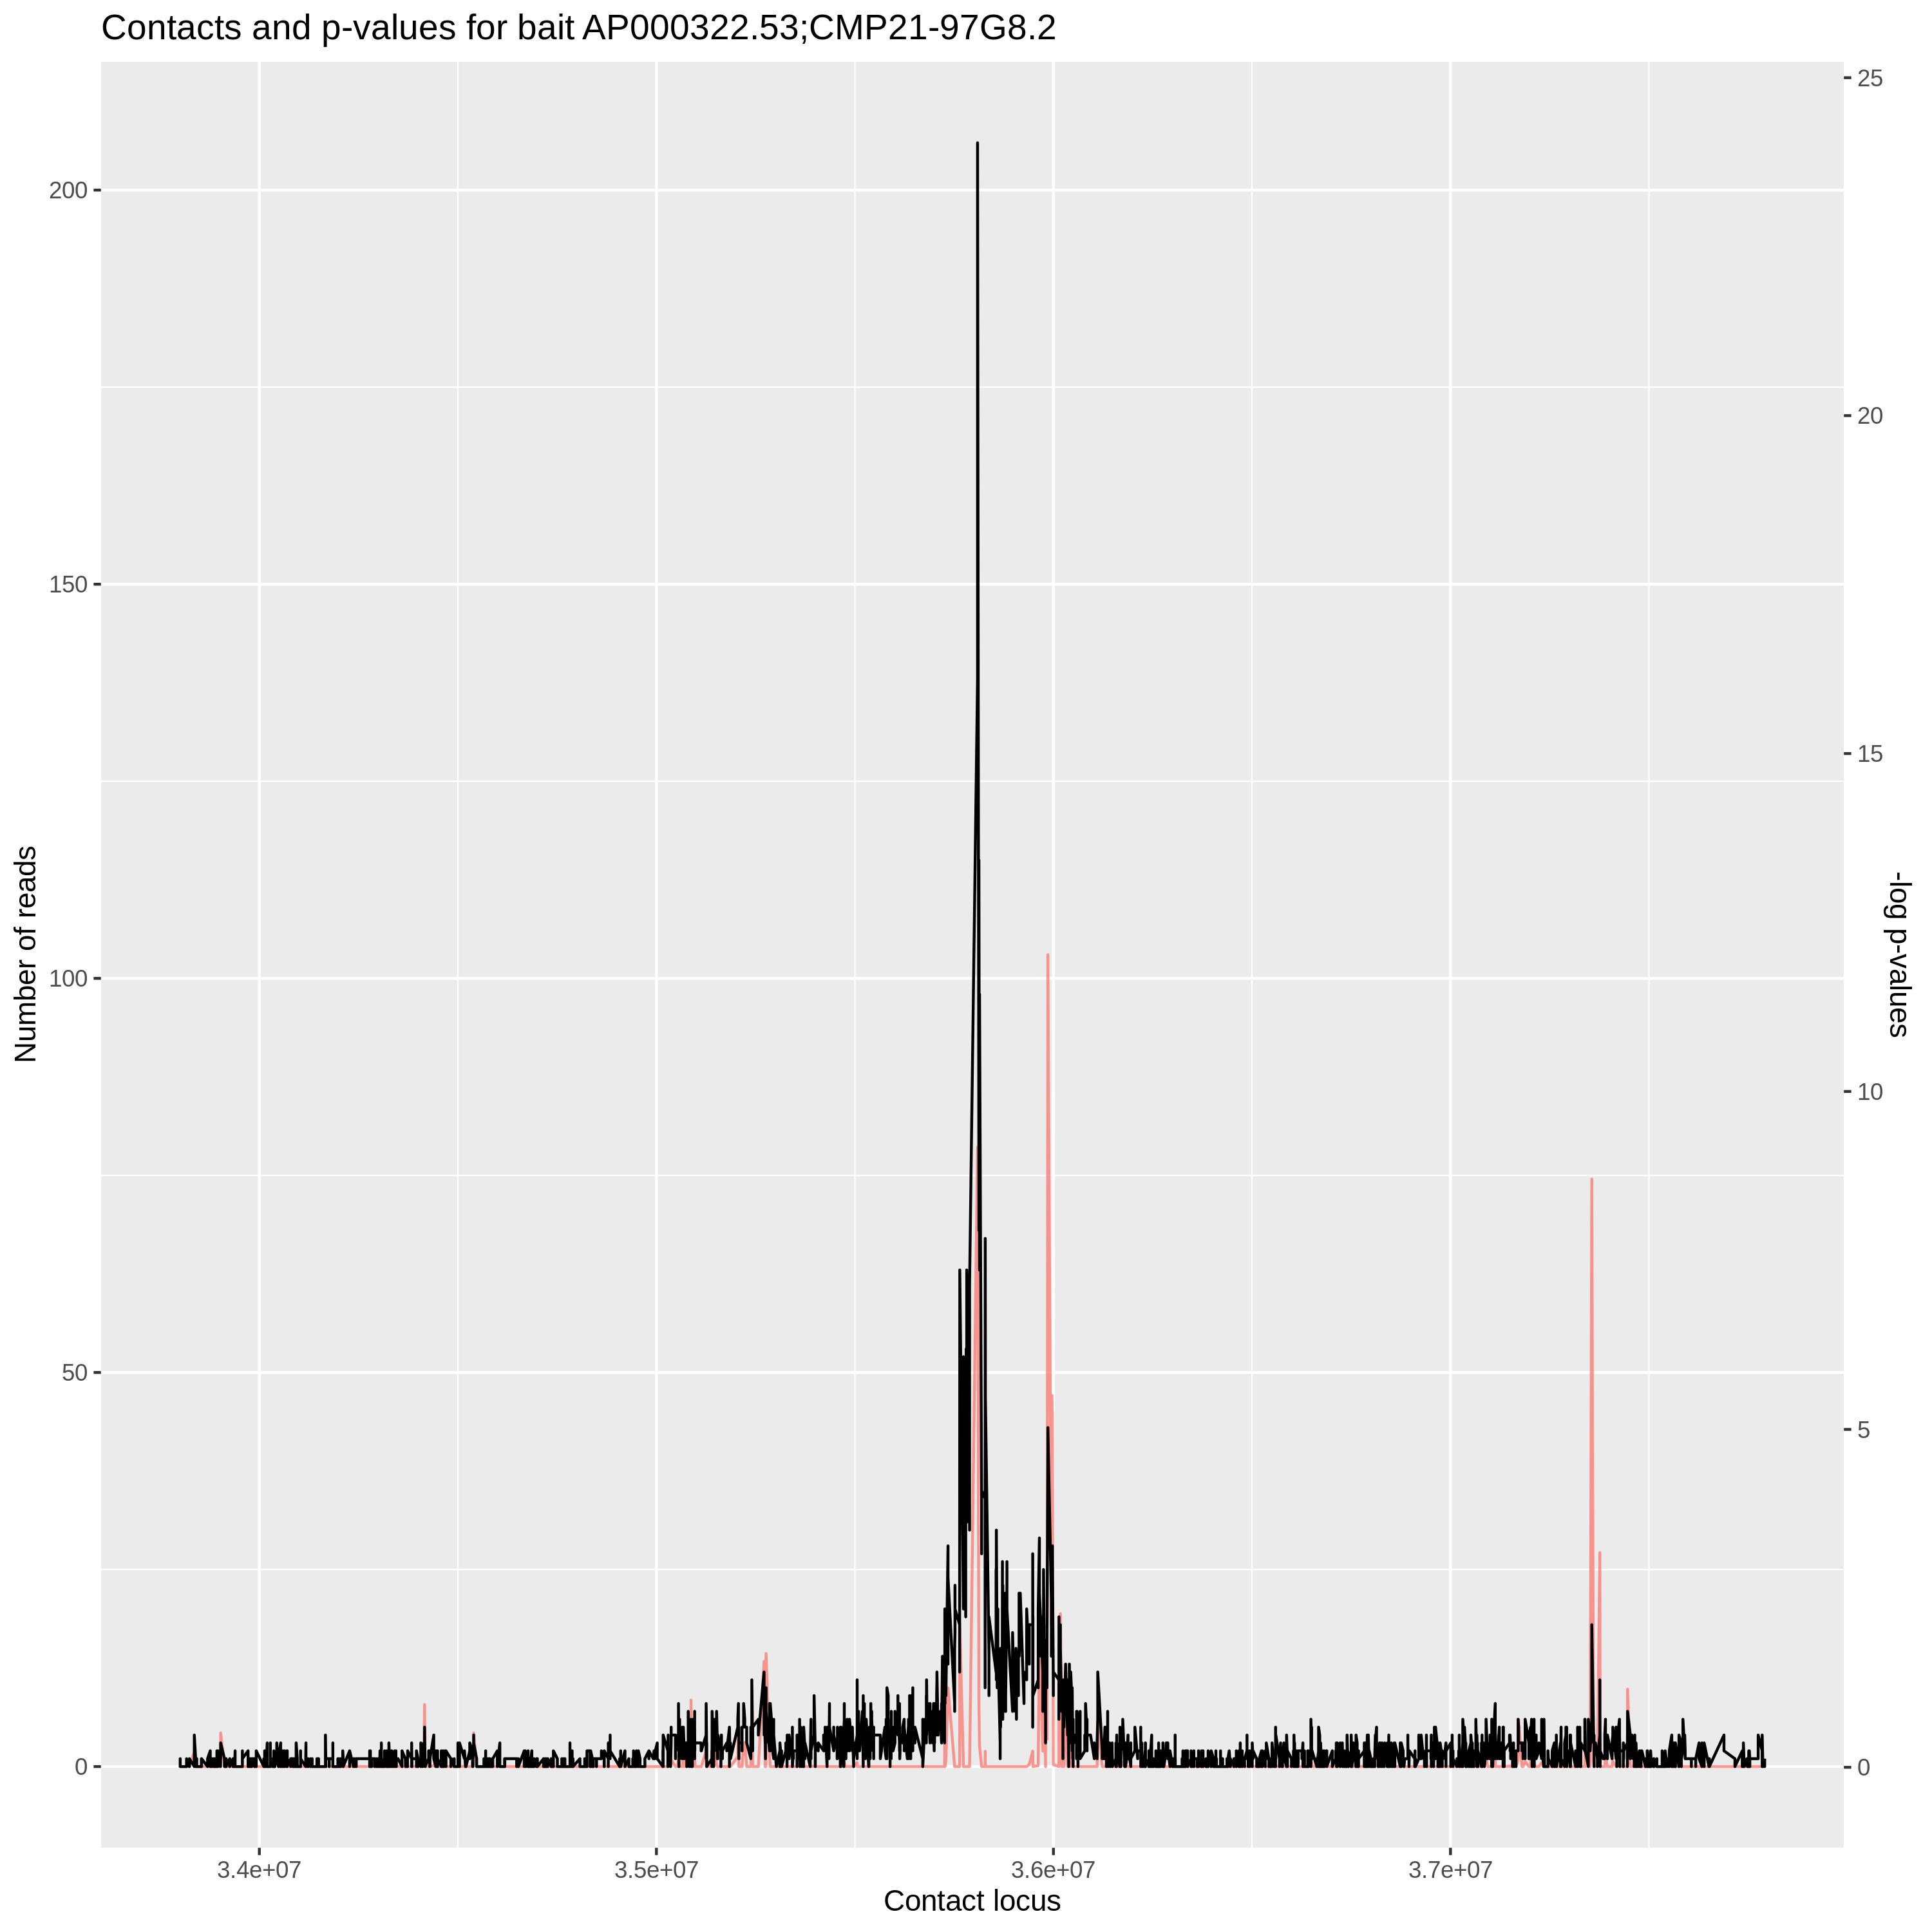 Contacts and p-values for bait AP000322.53;CMP21-97G8.2
Number of reads
200
150
100
50
0
25
20
15
10
5
0
-log p-values
3.4e+07
3.5e+07
3.6e+07
3.7e+07
Contact locus